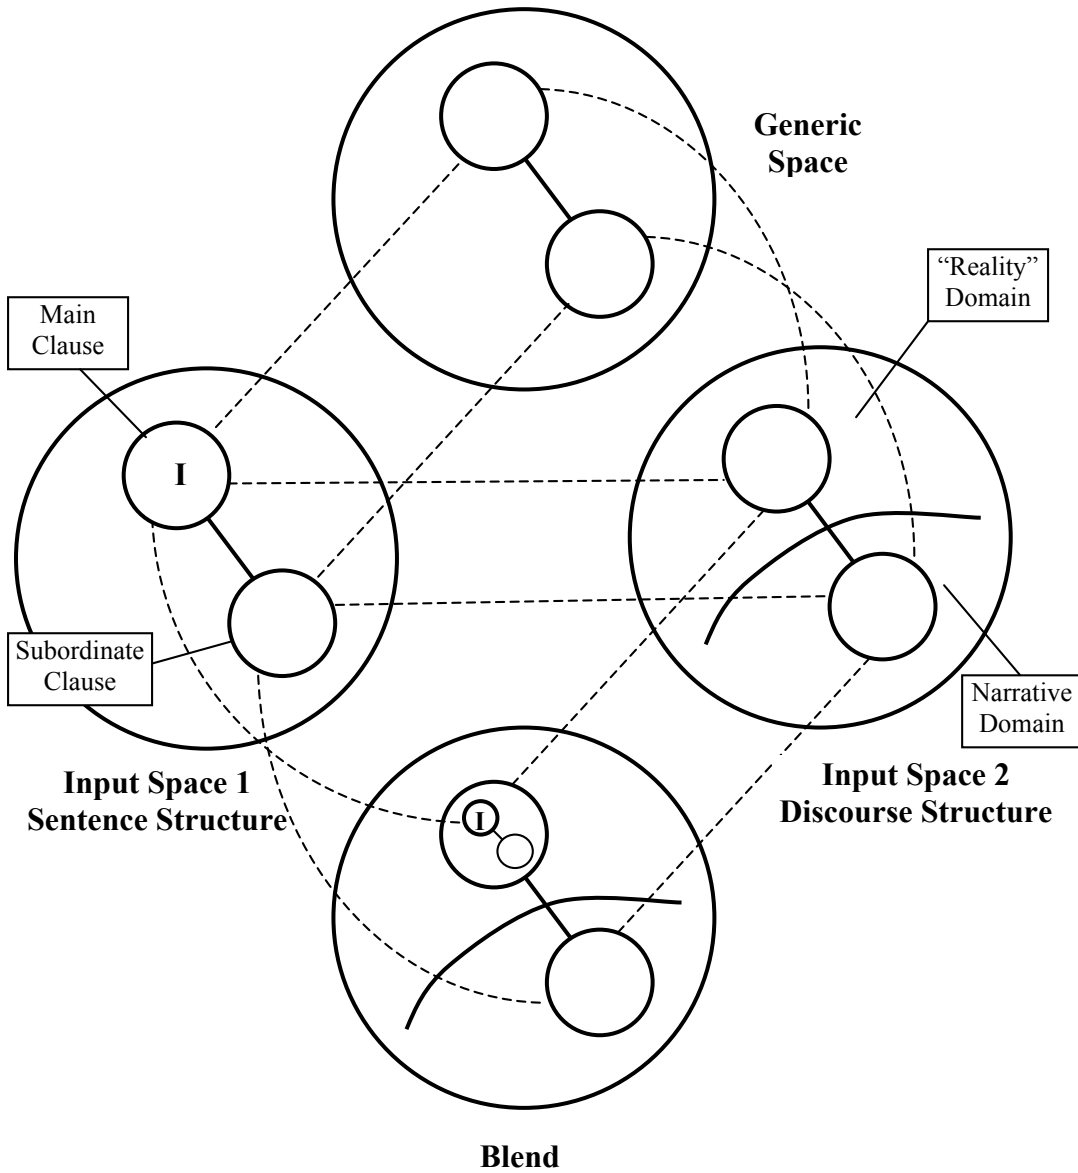 Generic
Space
“Reality”
Domain
Main
Clause
I
Subordinate
Clause
Narrative
Domain
Input Space 1
Sentence Structure
Input Space 2
Discourse Structure
I
Blend